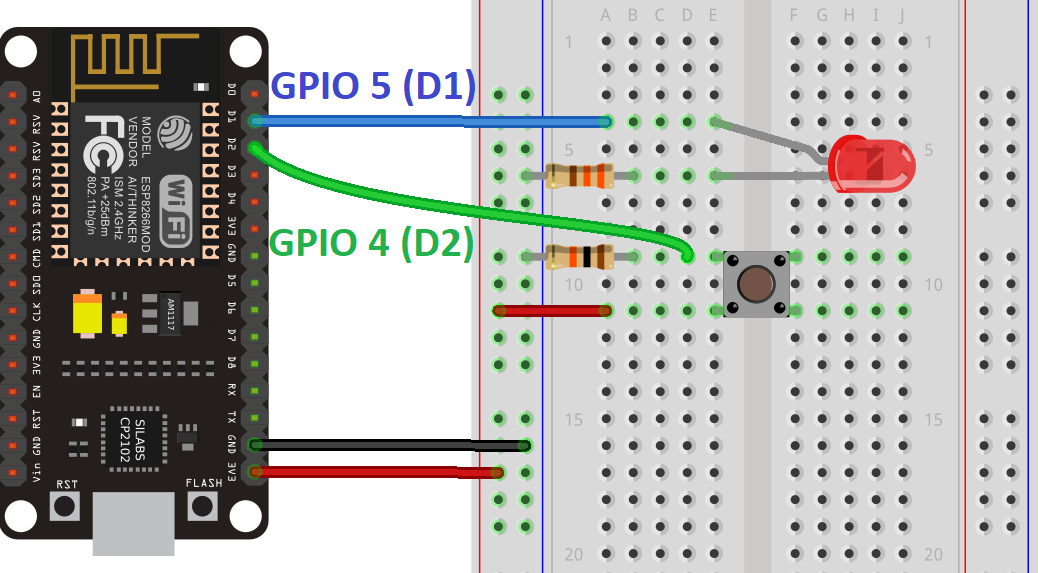 A B C D E F G H I J
1 1
GPIO 5 (D1)
5 5
GPIO 4 (D2)
10 10
15 15
20 20
A0
RSV
RSV
SD3
SD2
SD1
CMD
SD0
CLK
GND
3V3
EN
RST
GND
Vin
D0
D1
D2
D3
D4
3V3
GND
D5
D6
D7
D8
RX
TX
GND
3V3
FC
MODEL ESP8266MOD
VENDOR AI/THINKER
ISM 2.4GHz
PA +25dBm
802.11b/g/n
Wi Fi
AM1117
SILABS
CP2102
RST
FLASH